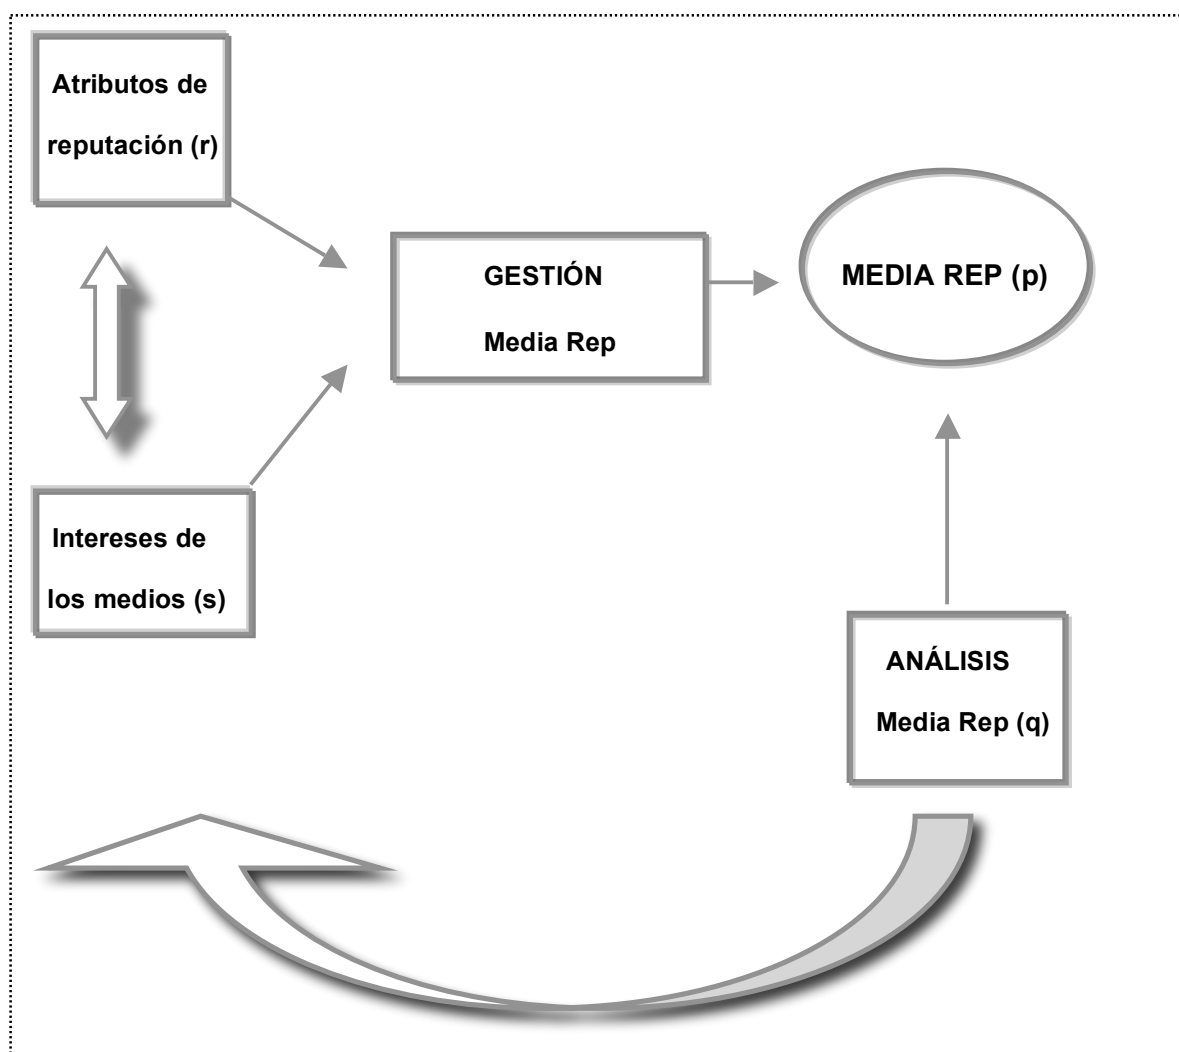 Atributos de
reputación (r)
GESTIÓN
Media Rep
MEDIA REP (p)
Intereses de
los medios (s)
ANÁLISIS
Media Rep (q)